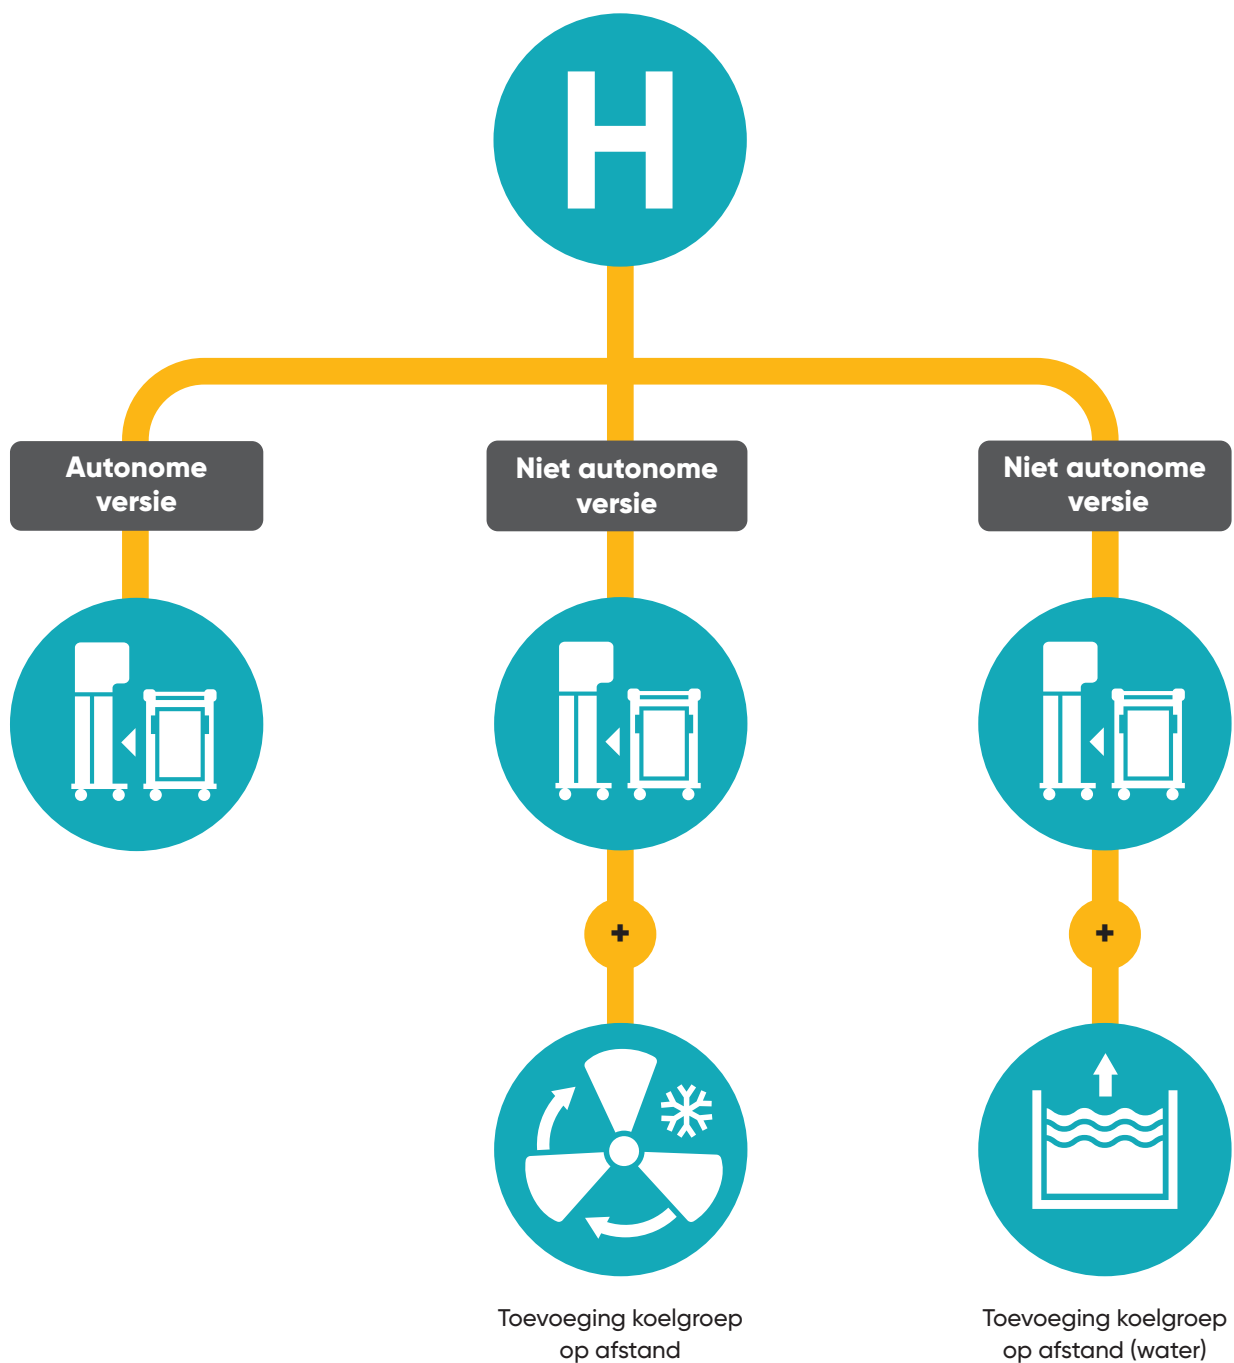 H
Autonome
versie
Niet autonome
versie
Niet autonome
versie
+
+
Toevoeging koelgroep
op afstand
Toevoeging koelgroep
op afstand (water)